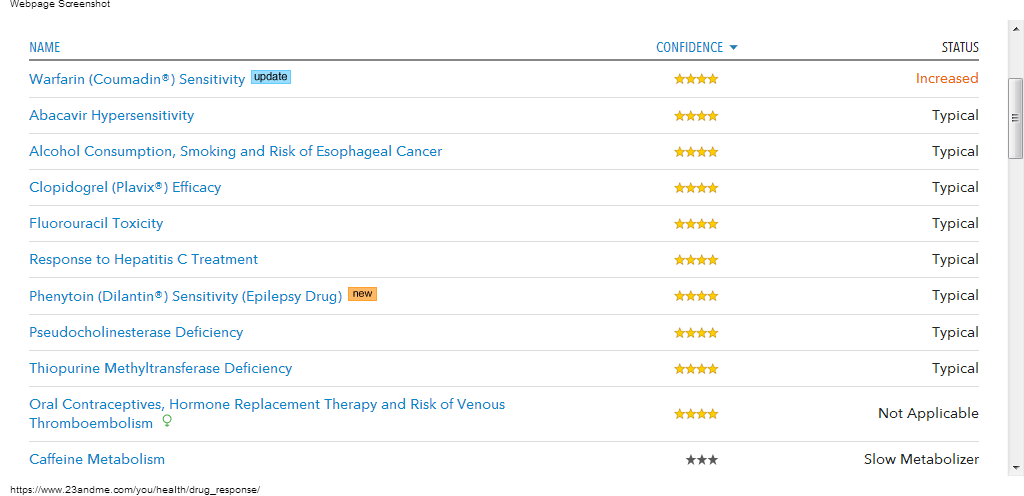 Webpage Screenshot
NAME CONFIDENCE STATUS
Warfarin (Coumadin®) Sensitivity update Increased
Abacavir Hypersensitivity Typical
Alcohol Consumption, Smoking and Risk of Esophageal Cancer Typical
Clopidogrel (Plavix®) Efficacy Typical
Fluorouracil Toxicity Typical
Response to Hepatitis C Treatment Typical
Phenytoin (Dilantin®) Sensitivity (Epilepsy Drug) new Typical
Pseudocholinesterase Deficiency Typical
Thiopurine Methyltransferase Deficiency Typical
Oral Contraceptives, Hormone Replacement Therapy and Risk of Venous
Thromboembolism ♀ Not Applicable
Caffeine Metabolism Slow Metabolizer
https://www.23andme.com/you/health/drug_response/